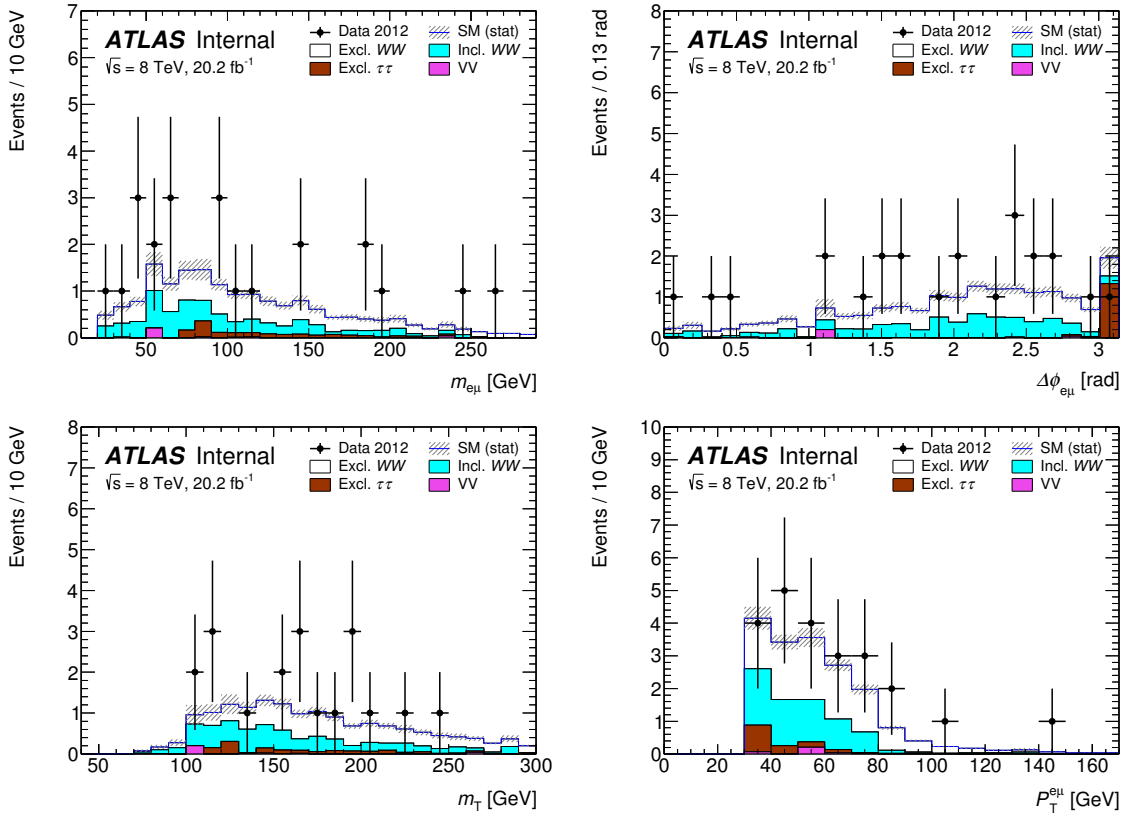 Events / 10 GeV
7
6
5
4
3
2
1
0
ATLAS Internal
√s = 8 TeV, 20.2 fb⁻¹
Data 2012
SM (stat)
Excl. WW
Incl. WW
Excl. ττ
VV
50 100 150 200 250
m_eμ [GeV]
Events / 0.13 rad
8
7
6
5
4
3
2
1
0
ATLAS Internal
√s = 8 TeV, 20.2 fb⁻¹
Data 2012
SM (stat)
Excl. WW
Incl. WW
Excl. ττ
VV
0 0.5 1 1.5 2 2.5 3
Δϕ_eμ [rad]
Events / 10 GeV
8
7
6
5
4
3
2
1
0
ATLAS Internal
√s = 8 TeV, 20.2 fb⁻¹
Data 2012
SM (stat)
Excl. WW
Incl. WW
Excl. ττ
VV
50 100 150 200 250 300
m_T [GeV]
Events / 10 GeV
10
9
8
7
6
5
4
3
2
1
0
ATLAS Internal
√s = 8 TeV, 20.2 fb⁻¹
Data 2012
SM (stat)
Excl. WW
Incl. WW
Excl. ττ
VV
0 20 40 60 80 100 120 140 160
P_T^eμ [GeV]